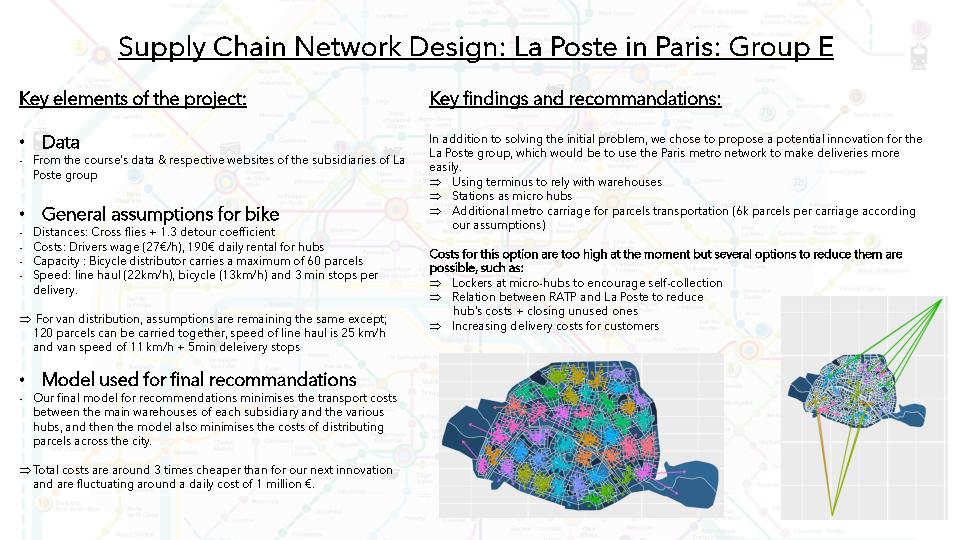 Supply Chain Network Design: La Poste in Paris: Group E
Key elements of the project:
• Data
- From the course's data & respective websites of the subsidiaries of La
Poste group
• General assumptions for bike
- Distances: Cross flies + 1.3 detour coefficient
- Costs: Drivers wage (27€/h), 190€ daily rental for hubs
- Capacity : Bicycle distributor carries a maximum of 60 parcels
- Speed: line haul (22km/h), bicycle (13km/h) and 3 min stops per
delivery.
⇒ For van distribution, assumptions are remaining the same except;
120 parcels can be carried together, speed of line haul is 25 km/h
and van speed of 11 km/h + 5min deleivery stops
• Model used for final recommandations
- Our final model for recommendations minimises the transport costs
between the main warehouses of each subsidiary and the various
hubs, and then the model also minimises the costs of distributing
parcels across the city.
⇒ Total costs are around 3 times cheaper than for our next innovation
and are fluctuating around a daily cost of 1 million €.
Key findings and recommandations:
In addition to solving the initial problem, we chose to propose a potential innovation for the
La Poste group, which would be to use the Paris metro network to make deliveries more
easily.
⇒ Using terminus to rely with warehouses
⇒ Stations as micro hubs
⇒ Additional metro carriage for parcels transportation (6k parcels per carriage according
our assumptions)
Costs for this option are too high at the moment but several options to reduce them are
possible, such as:
⇒ Lockers at micro-hubs to encourage self-collection
⇒ Relation between RATP and La Poste to reduce
hub's costs + closing unused ones
⇒ Increasing delivery costs for customers